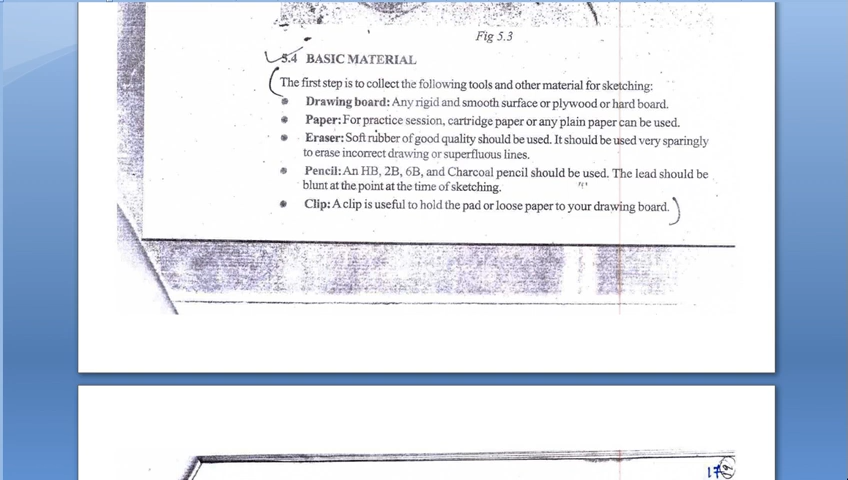 Fig 5.3
5.4 BASIC MATERIAL
The first step is to collect the following tools and other material for sketching:
• Drawing board: Any rigid and smooth surface or plywood or hard board.
• Paper: For practice session, cartridge paper or any plain paper can be used.
• Eraser: Soft rubber of good quality should be used. It should be used very sparingly
to erase incorrect drawing or superfluous lines.
• Pencil: An HB, 2B, 6B, and Charcoal pencil should be used. The lead should be
blunt at the point at the time of sketching.
• Clip: A clip is useful to hold the pad or loose paper to your drawing board.
17